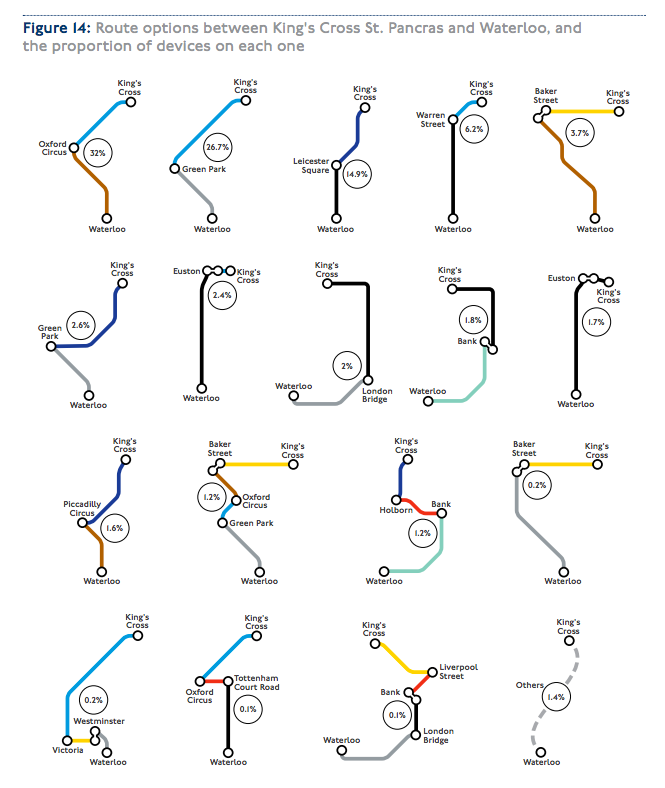 Figure 14: Route options between King's Cross St. Pancras and Waterloo, and
the proportion of devices on each one
King's
Cross
Oxford
Circus
32%
Waterloo
King's
Cross
26.7%
Green Park
Waterloo
King's
Cross
Leicester
Square
14.9%
Waterloo
King's
Cross
Warren
Street
6.2%
Waterloo
Baker
Street
King's
Cross
3.7%
Waterloo
King's
Cross
Green
Park
2.6%
Waterloo
Euston
King's
Cross
2.4%
Waterloo
King's
Cross
2%
Waterloo
London
Bridge
King's
Cross
1.8%
Bank
Waterloo
Euston
King's
Cross
1.7%
Waterloo
King's
Cross
Piccadilly
Circus
1.6%
Waterloo
Baker
Street
King's
Cross
1.2%
Oxford
Circus
Green Park
Waterloo
King's
Cross
Holborn
Bank
1.2%
Waterloo
Baker
Street
King's
Cross
0.2%
Waterloo
King's
Cross
0.2%
Westminster
Victoria
Waterloo
King's
Cross
Oxford
Circus
Tottenham
Court Road
0.1%
Waterloo
King's
Cross
Liverpool
Street
Bank
0.1%
London
Bridge
Waterloo
King's
Cross
Others
1.4%
Waterloo